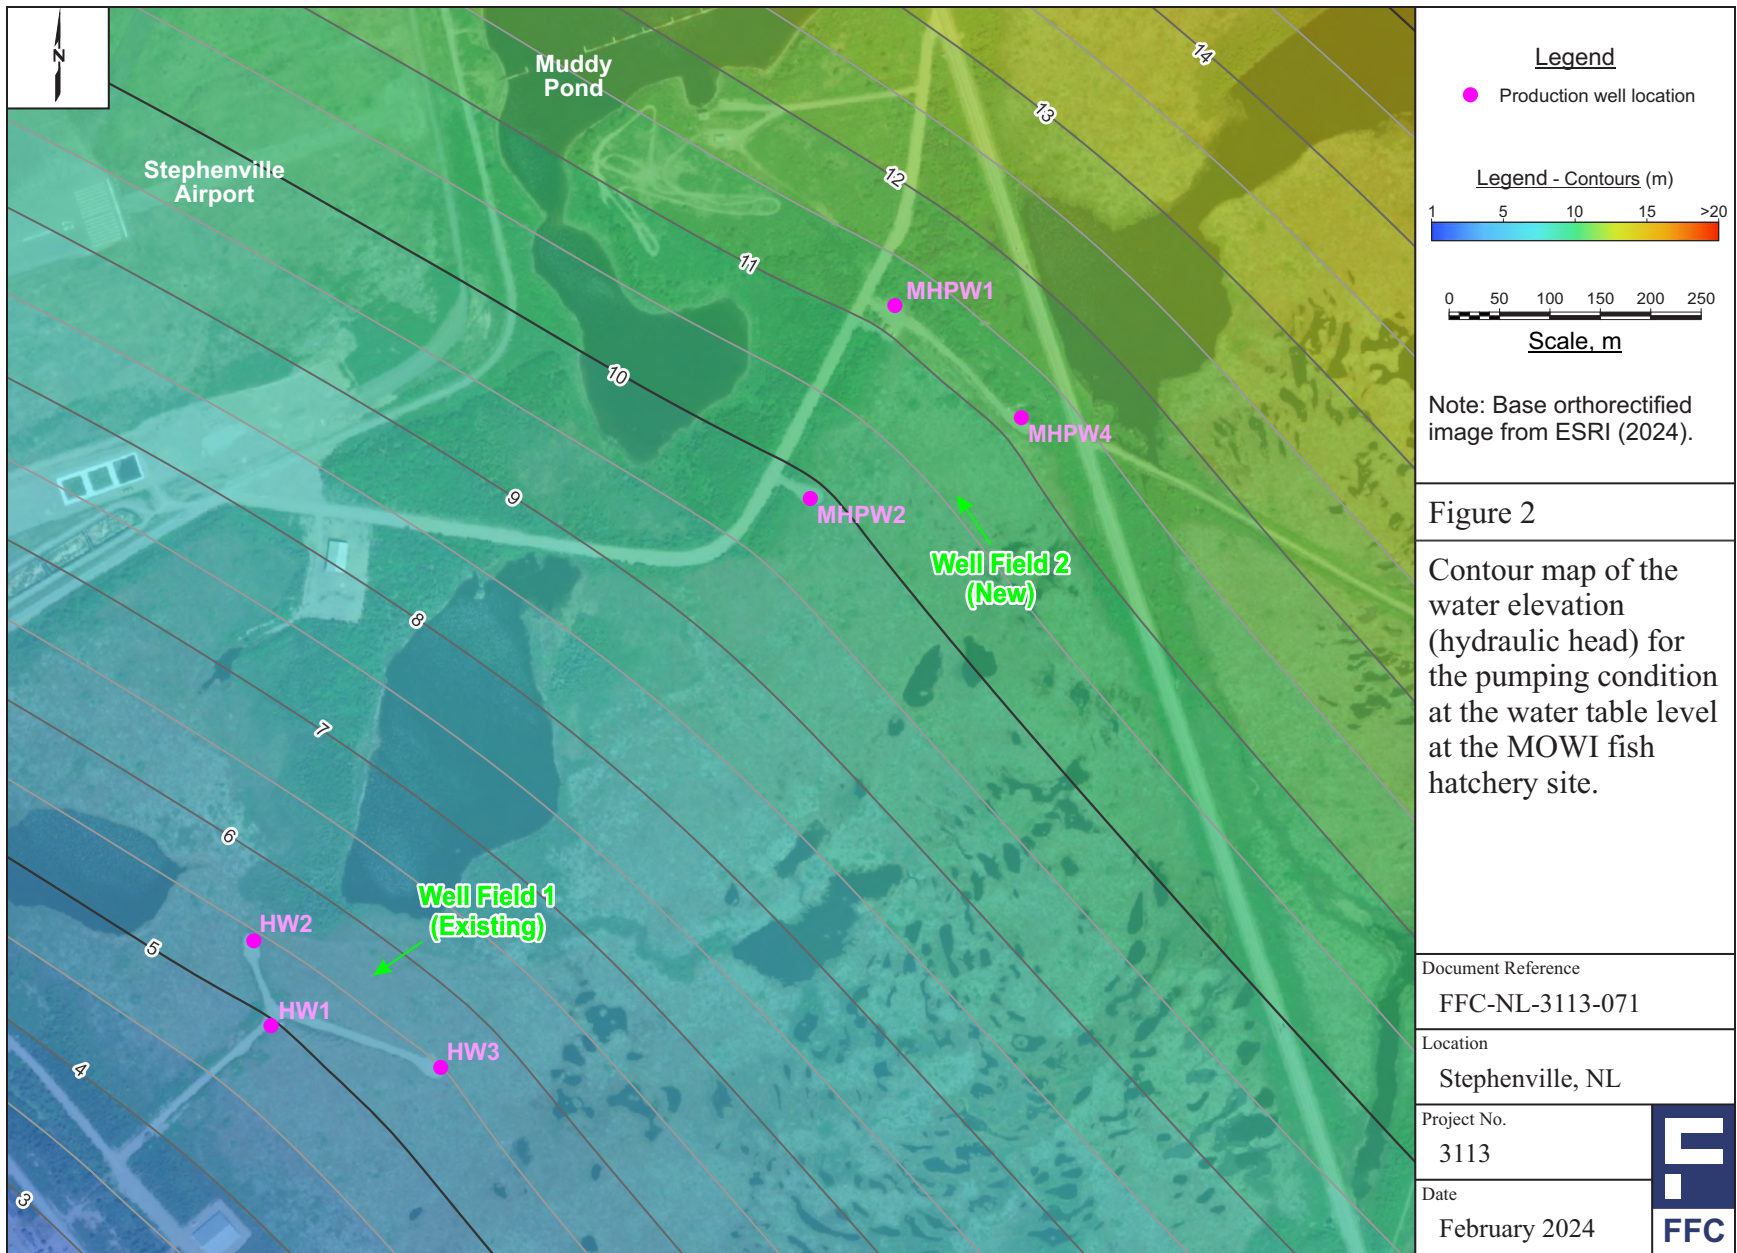 N
Muddy
Pond
Stephenville
Airport
14
13
12
11
10
9
8
7
6
5
4
3
MHPW1
MHPW4
MHPW2
Well Field 2
(New)
Well Field 1
(Existing)
HW2
HW1
HW3
Legend
Production well location
Legend - Contours (m)
1 5 10 15 >20
0 50 100 150 200 250
Scale, m
Note: Base orthorectified
image from ESRI (2024).
Figure 2
Contour map of the
water elevation
(hydraulic head) for
the pumping condition
at the water table level
at the MOWI fish
hatchery site.
Document Reference
FFC-NL-3113-071
Location
Stephenville, NL
Project No.
3113
Date
February 2024
FFC